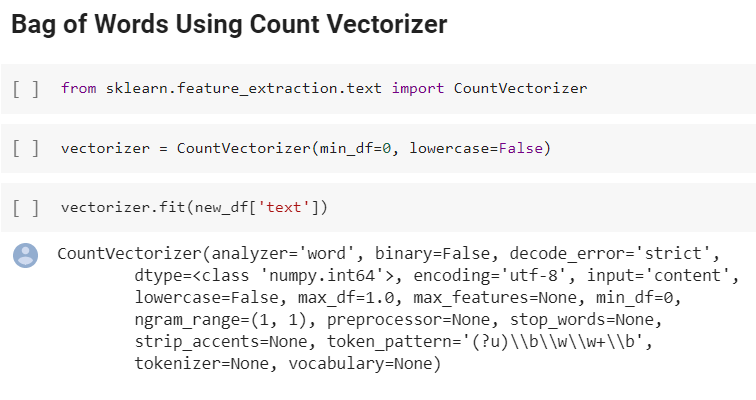 Bag of Words Using Count Vectorizer
[ ] from sklearn.feature_extraction.text import CountVectorizer
[ ] vectorizer = CountVectorizer(min_df=0, lowercase=False)
[ ] vectorizer.fit(new_df['text'])
CountVectorizer(analyzer='word', binary=False, decode_error='strict',
dtype=<class 'numpy.int64'>, encoding='utf-8', input='content',
lowercase=False, max_df=1.0, max_features=None, min_df=0,
ngram_range=(1, 1), preprocessor=None, stop_words=None,
strip_accents=None, token_pattern='(?u)\\b\\w\\w+\\b',
tokenizer=None, vocabulary=None)